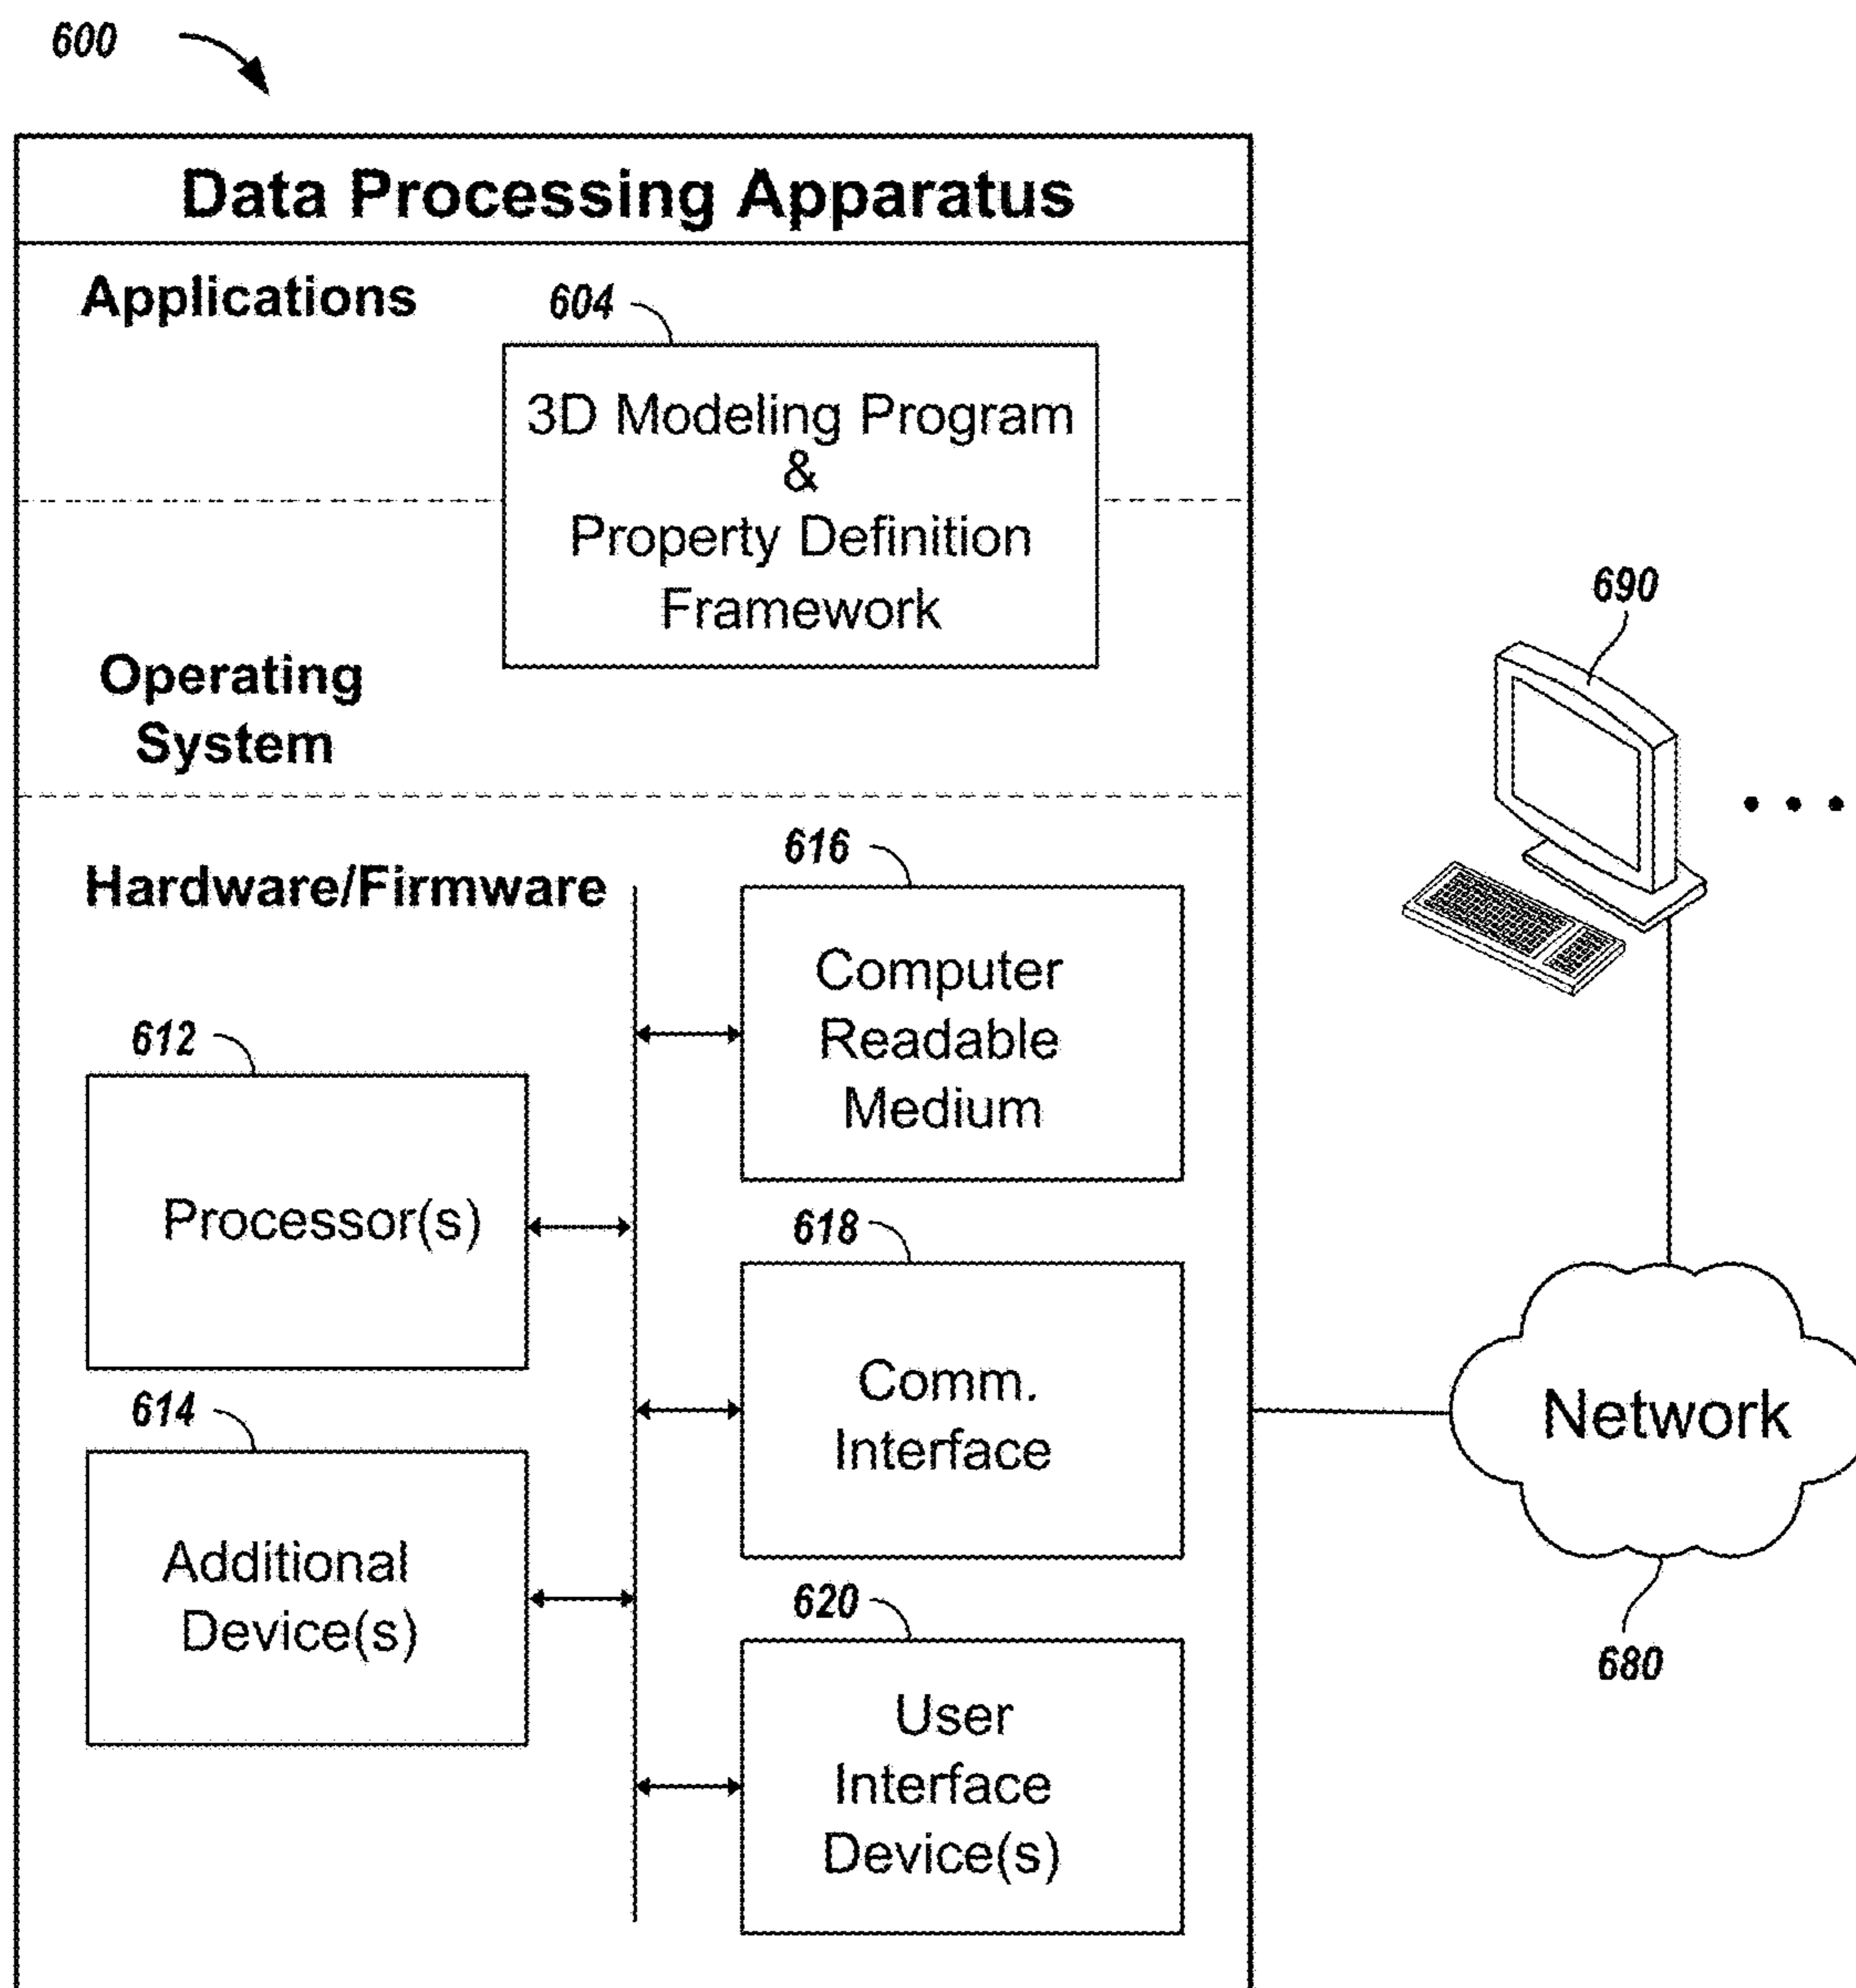 600
Data Processing Apparatus
Applications
604
3D Modeling Program
&
Property Definition
Framework
Operating
System
690
Hardware/Firmware
616
Computer
Readable
Medium
612
Processor(s)
618
Comm.
Interface
Network
614
Additional
Device(s)
620
User
Interface
Device(s)
680